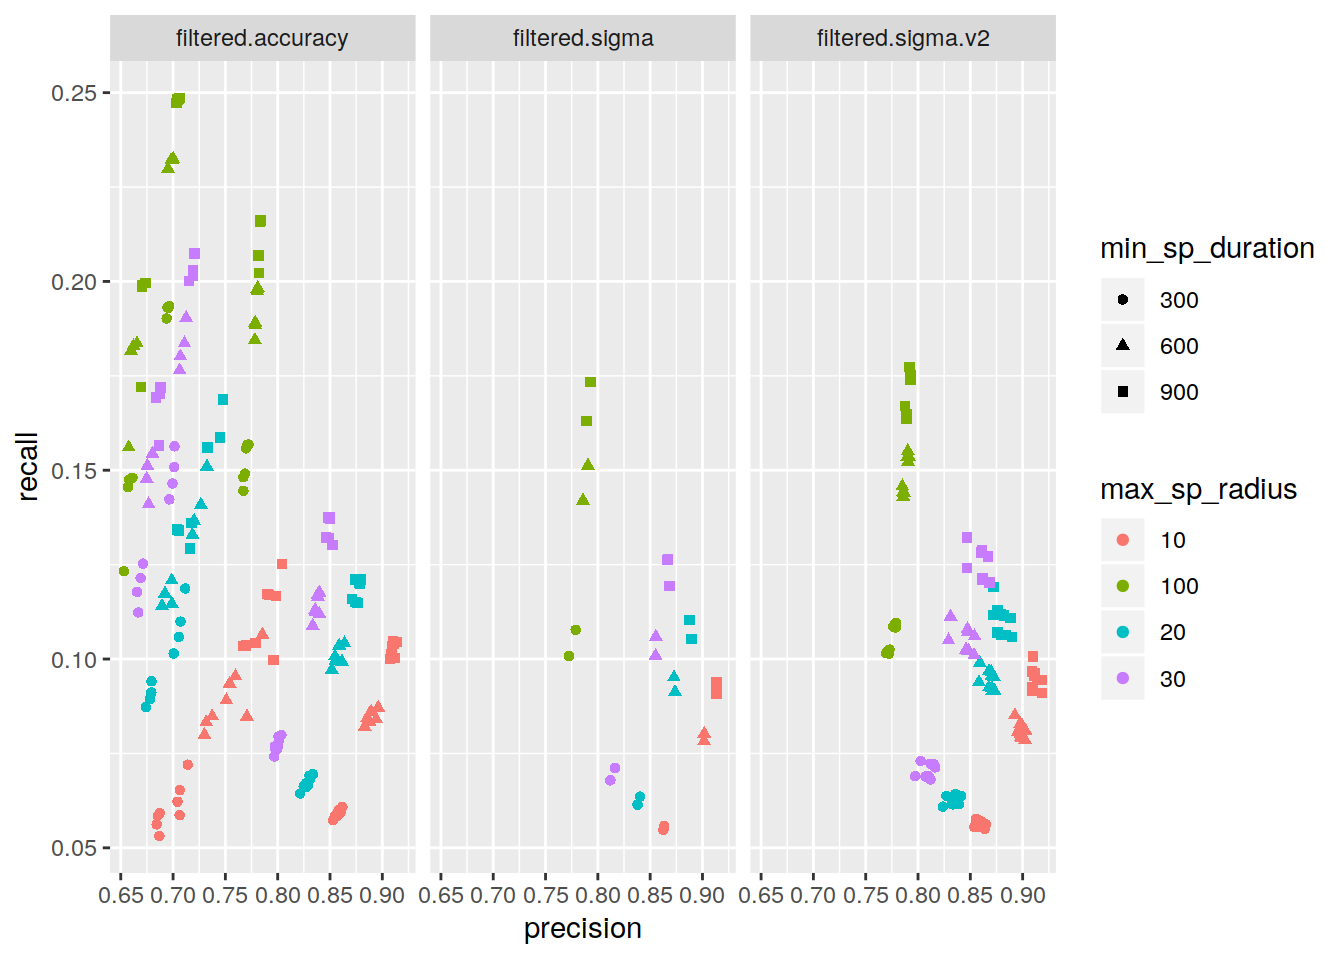 filtered.accuracy
filtered.sigma
filtered.sigma.v2
0.25
0.20
0.15
0.10
0.05
recall
0.65 0.70 0.75 0.80 0.85 0.90
0.65 0.70 0.75 0.80 0.85 0.90
0.65 0.70 0.75 0.80 0.85 0.90
precision
min_sp_duration
300
600
900
max_sp_radius
10
100
20
30